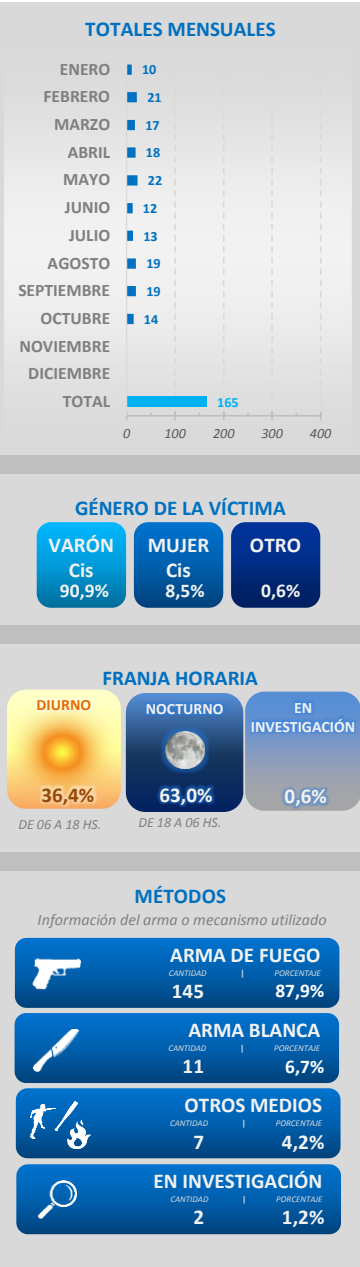 TOTALES MENSUALES
ENERO 10
FEBRERO 21
MARZO 17
ABRIL 18
MAYO 22
JUNIO 12
JULIO 13
AGOSTO 19
SEPTIEMBRE 19
OCTUBRE 14
NOVIEMBRE
DICIEMBRE
TOTAL 165
0 100 200 300 400
GÉNERO DE LA VÍCTIMA
VARÓN
Cis
90,9%
MUJER
Cis
8,5%
OTRO
0,6%
FRANJA HORARIA
DIURNO
36,4%
DE 06 A 18 HS.
NOCTURNO
63,0%
DE 18 A 06 HS.
EN
INVESTIGACIÓN
0,6%
MÉTODOS
Información del arma o mecanismo utilizado
ARMA DE FUEGO
CANTIDAD | PORCENTAJE
145 87,9%
ARMA BLANCA
CANTIDAD | PORCENTAJE
11 6,7%
OTROS MEDIOS
CANTIDAD | PORCENTAJE
7 4,2%
EN INVESTIGACIÓN
CANTIDAD | PORCENTAJE
2 1,2%